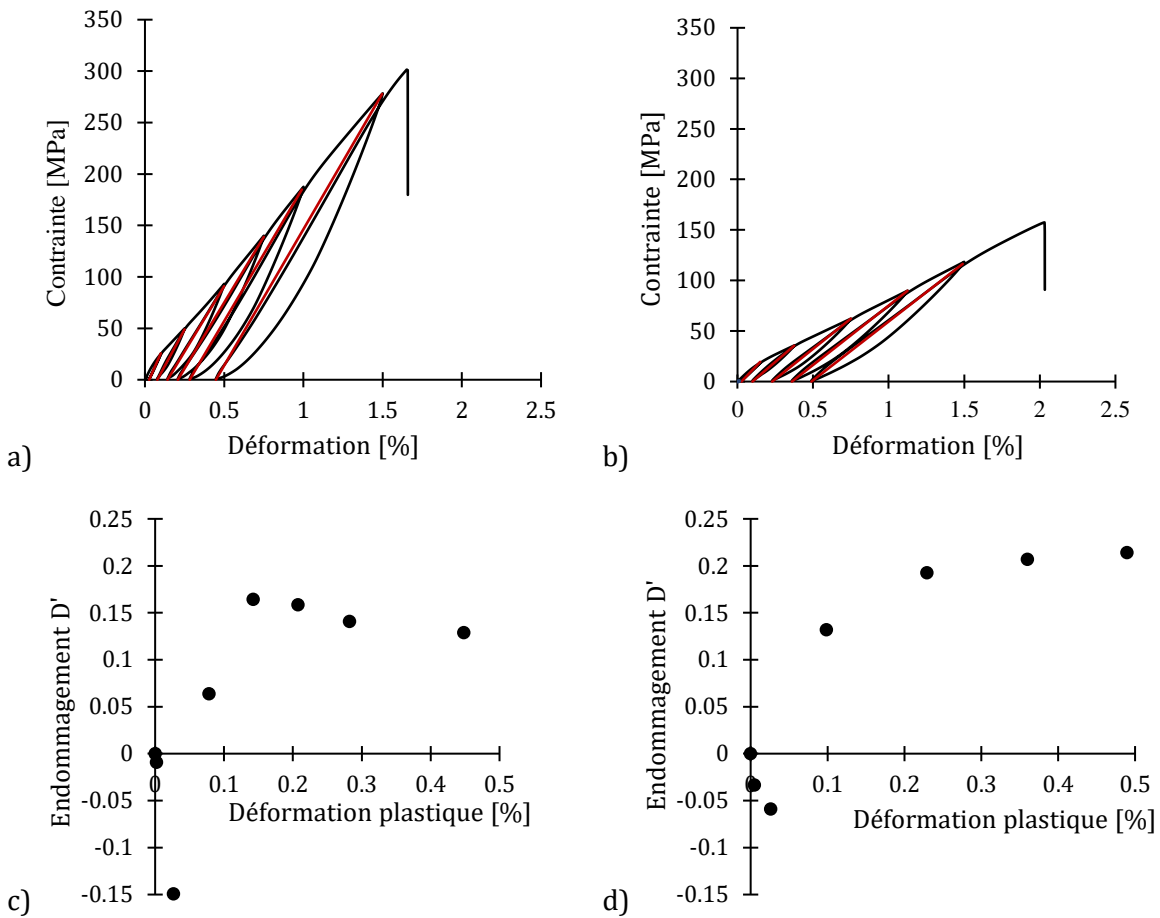 350
300
250
200
150
100
50
0
Contrainte [MPa]
0 0.5 1 1.5 2 2.5
Déformation [%]
a)
350
300
250
200
150
100
50
0
Contrainte [MPa]
0 0.5 1 1.5 2 2.5
Déformation [%]
b)
0.25
0.2
0.15
0.1
0.05
0
-0.05
-0.1
-0.15
Endommagement D'
0 0.1 0.2 0.3 0.4 0.5
Déformation plastique [%]
c)
0.25
0.2
0.15
0.1
0.05
0
-0.05
-0.1
-0.15
Endommagement D'
0 0.1 0.2 0.3 0.4 0.5
Déformation plastique [%]
d)